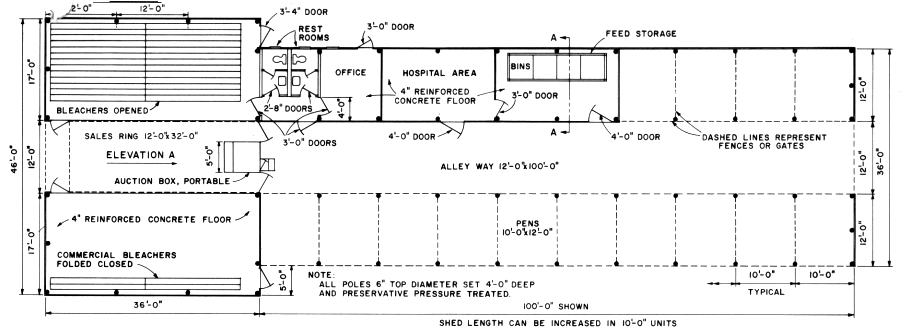 2'-0"
12'-0"
3'-4" DOOR
REST
ROOMS
3'-0" DOOR
A
FEED STORAGE
17'-0"
BLEACHERS OPENED
OFFICE
4'-0"
2'-8" DOORS
3'-0" DOORS
HOSPITAL AREA
4" REINFORCED
CONCRETE FLOOR
BINS
3'-0" DOOR
4'-0" DOOR
A
4'-0" DOOR
12'-0"
DASHED LINES REPRESENT
FENCES OR GATES
46'-0"
12'-0"
SALES RING 12'-0"x32'-0"
ELEVATION A
5'-0"
AUCTION BOX, PORTABLE
ALLEY WAY 12'-0"x100'-0"
12'-0"
36'-0"
17'-0"
4" REINFORCED CONCRETE FLOOR
COMMERCIAL BLEACHERS
FOLDED CLOSED
PENS
10'-0"x12'-0"
12'-0"
5'-0"
NOTE:
ALL POLES 6" TOP DIAMETER SET 4'-0" DEEP
AND PRESERVATIVE PRESSURE TREATED.
10'-0"
10'-0"
TYPICAL
36'-0"
100'-0" SHOWN
SHED LENGTH CAN BE INCREASED IN 10'-0" UNITS